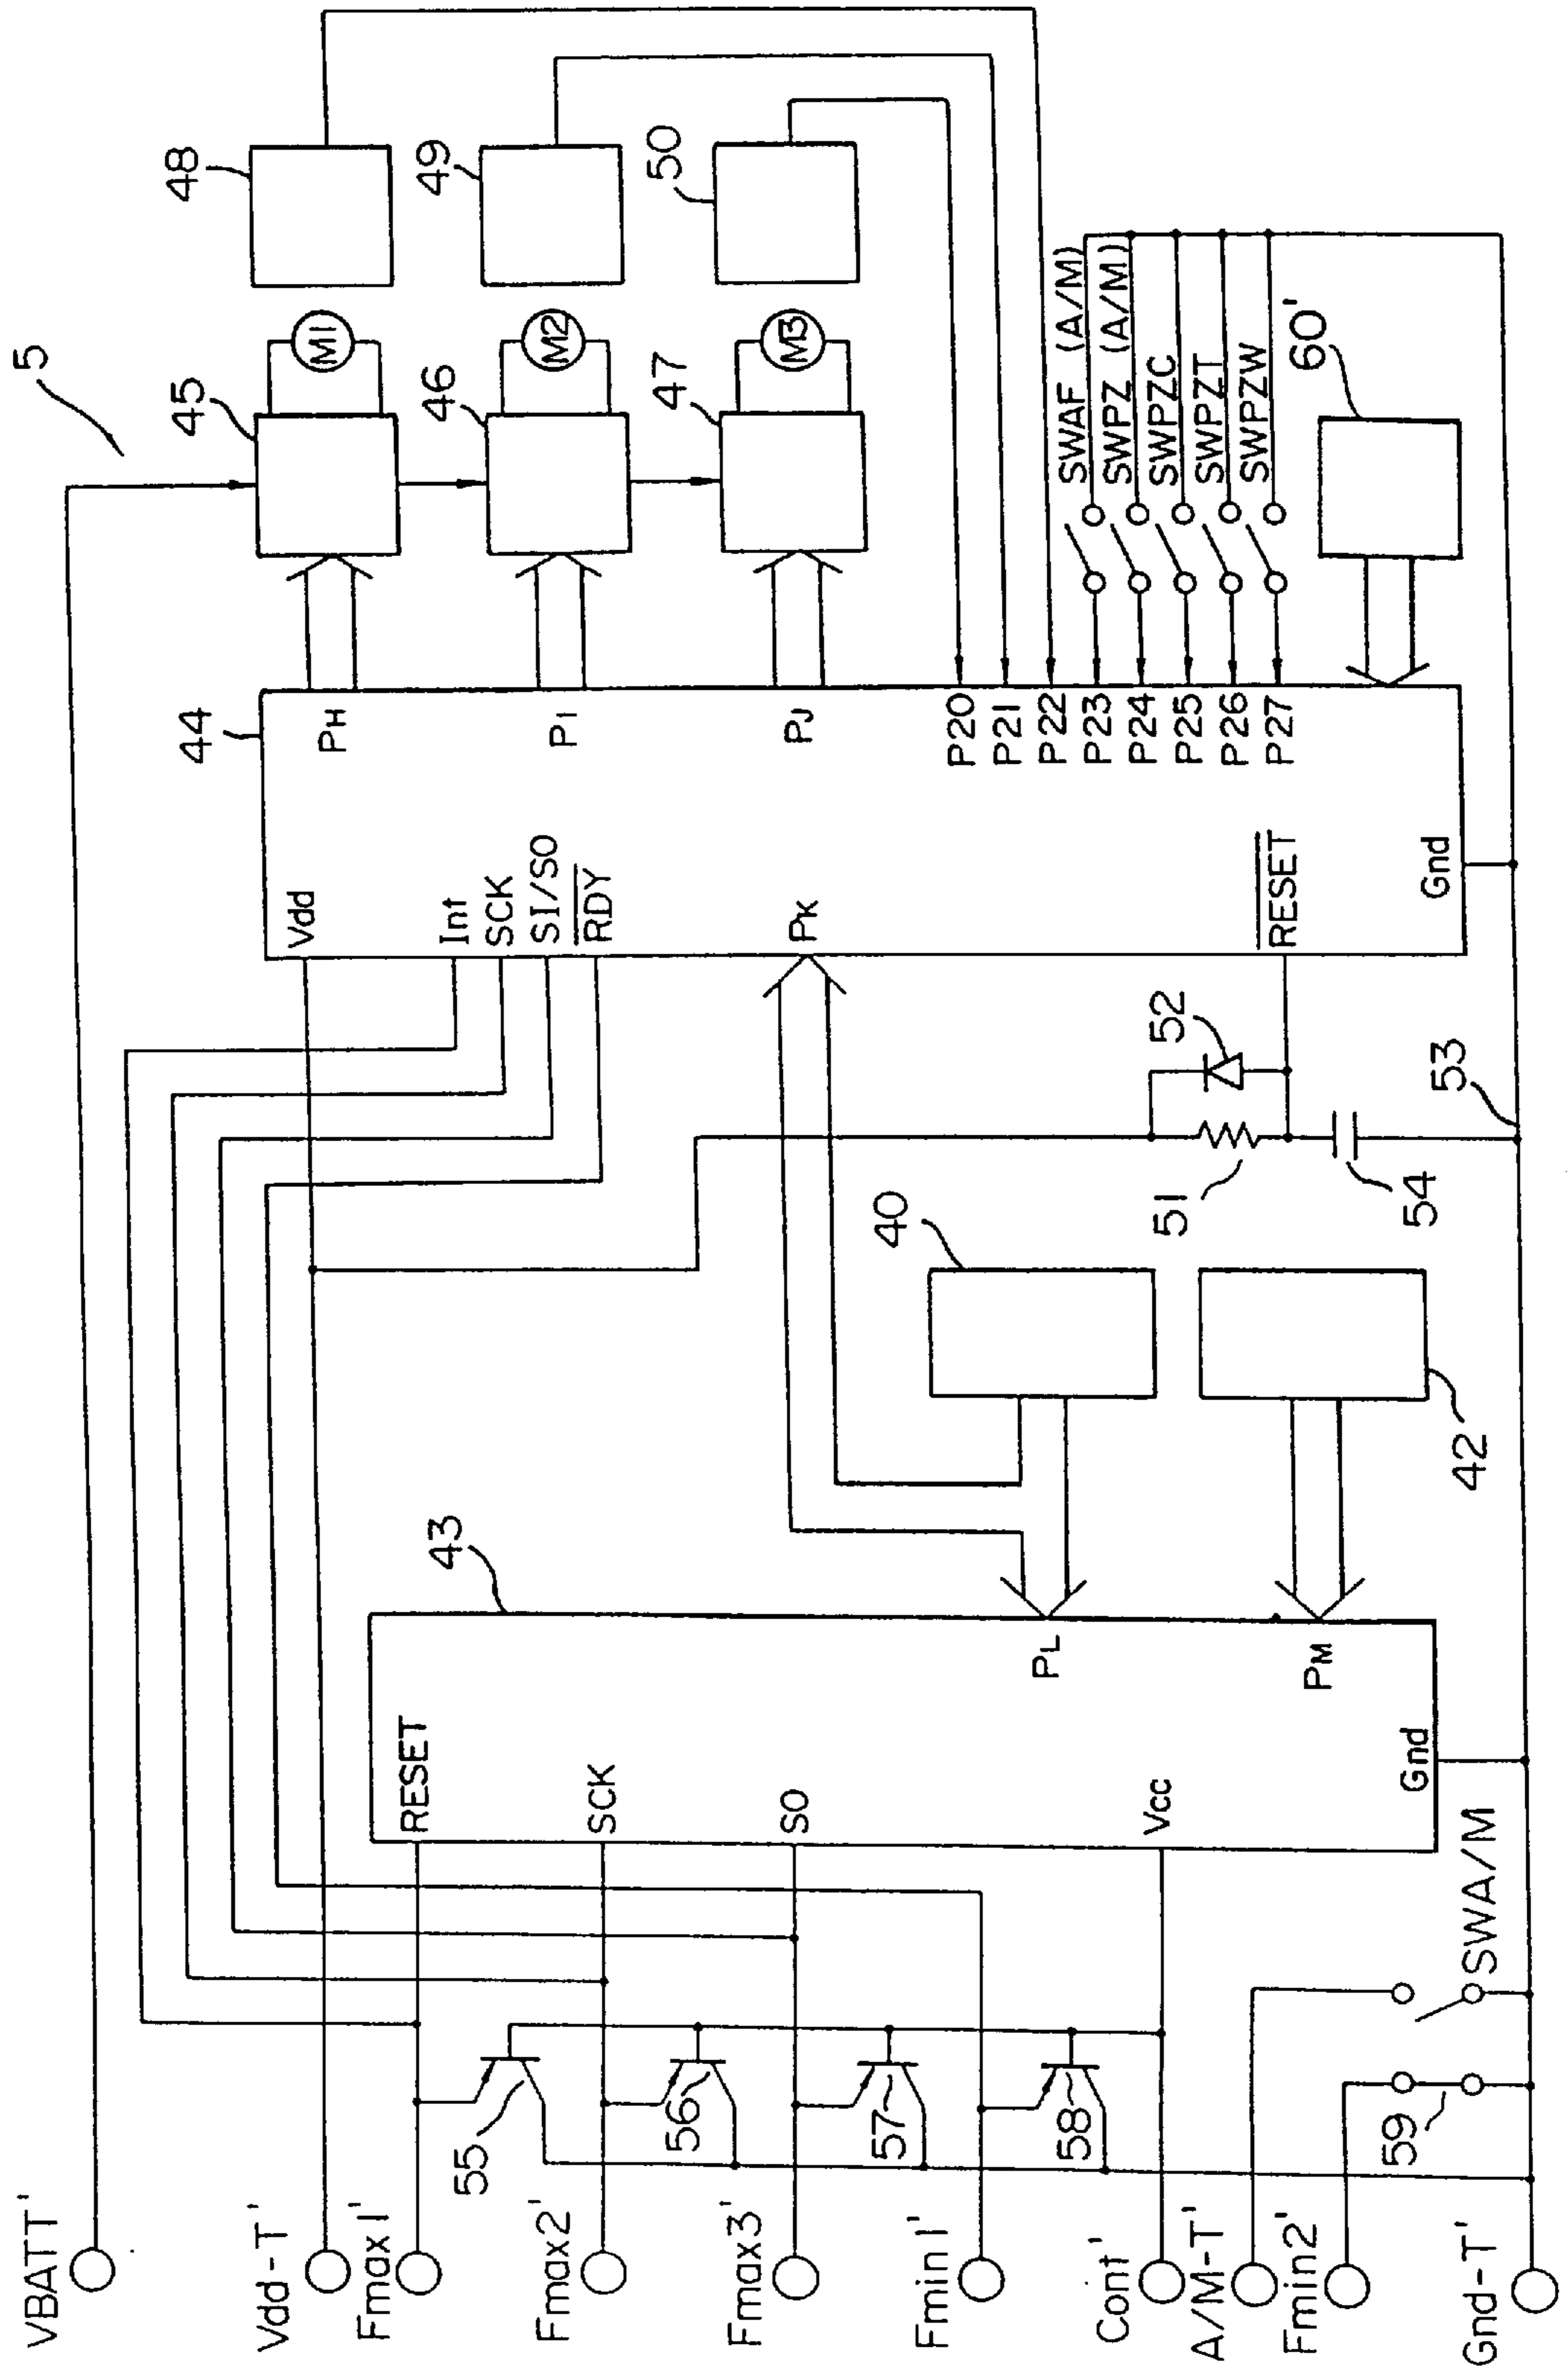 5
VBATT'
Vdd-T'
Fmax1'
Fmax2'
Fmax3'
Fmin1'
Cont'
A/M-T'
Fmin2'
Gnd-T'
55
56
57
58
59
SWA/M
43
RESET
SCK
SO
Vcc
Gnd
PL
PM
40
42
51
52
53
54
44
Vdd
Int
SCK
SI/SO
RDY
PK
RESET
Gnd
PH
PI
PJ
P20
P21
P22
P23
P24
P25
P26
P27
45
46
47
M1
M2
M3
48
49
50
SWAF (A/M)
SWPZ (A/M)
SWPZC
SWPZT
SWPZW
60'